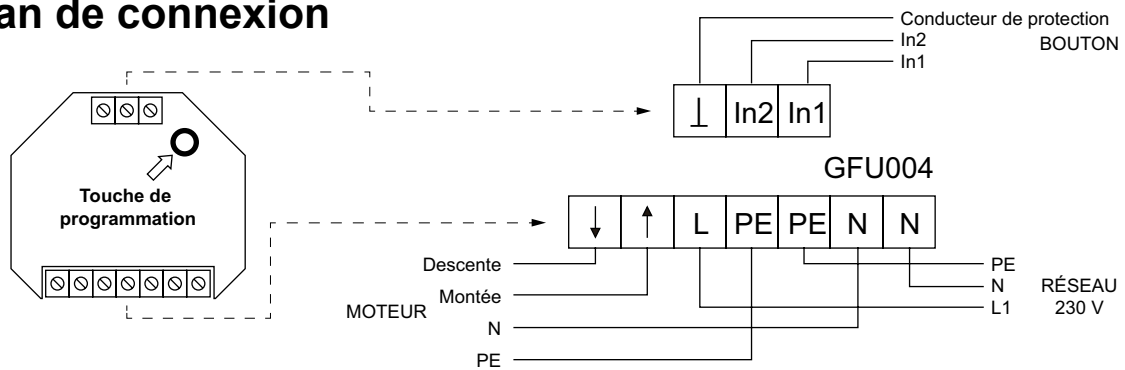 an de connexion
Conducteur de protection
In2
In1
BOUTON
In2 In1
Touche de
programmation
GFU004
L PE PE N N
Descente
Montée
MOTEUR
N
PE
PE
N
L1
RÉSEAU
230 V